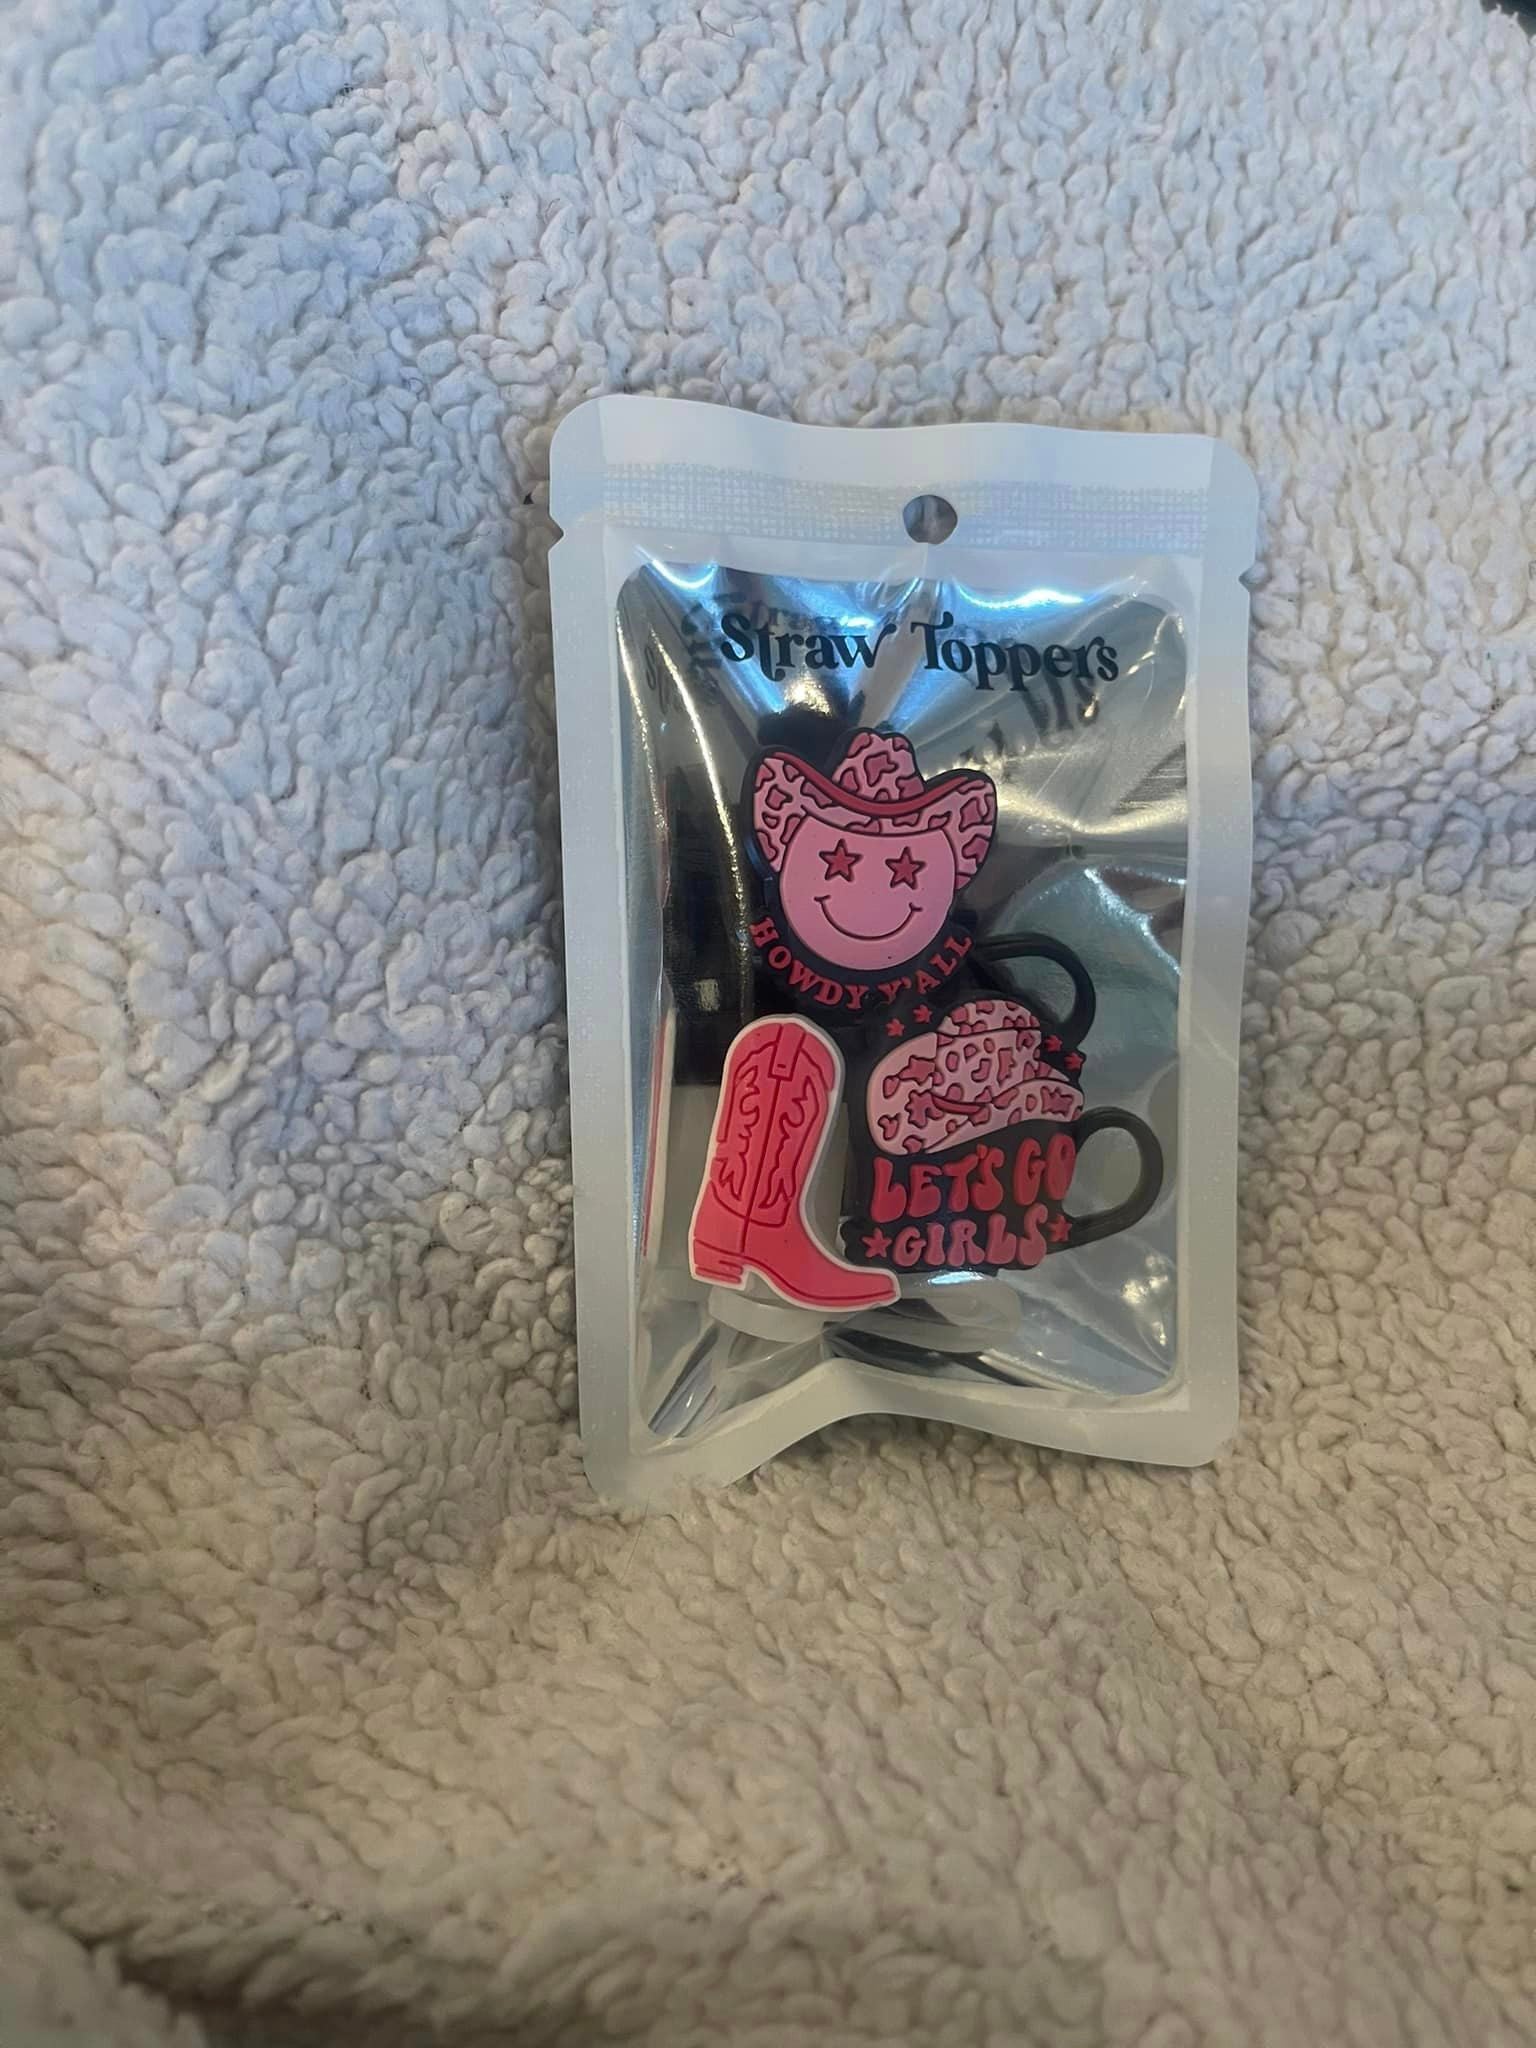 Straw Toppers
HOWDY Y'ALL
LET'S GO
GIRLS